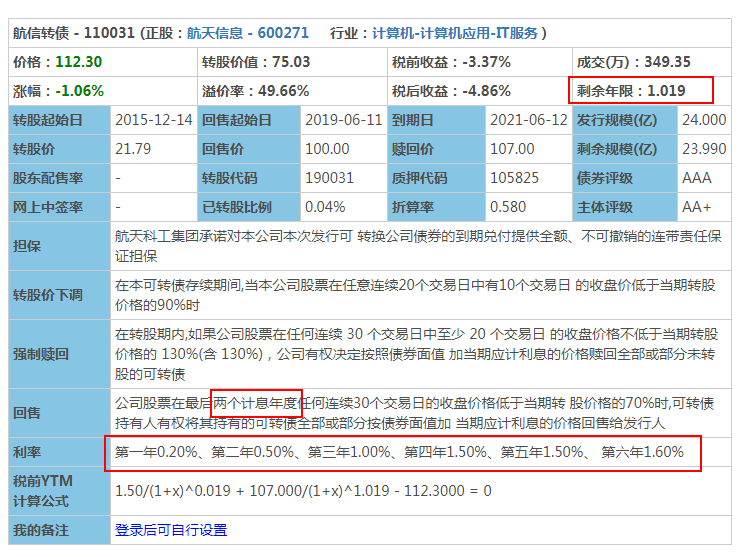 航信转债 - 110031 (正股：航天信息 - 600271 行业：计算机-计算机应用-IT服务 )
价格：112.30 转股价值：75.03 税前收益：-3.37% 成交(万)：349.35
涨幅：-1.06% 溢价率：49.66% 税后收益：-4.86% 剩余年限：1.019
转股起始日 2015-12-14 回售起始日 2019-06-11 到期日 2021-06-12 发行规模(亿) 24.000
转股价 21.79 回售价 100.00 赎回价 107.00 剩余规模(亿) 23.990
股东配售率 - 转股代码 190031 质押代码 105825 债券评级 AAA
网上中签率 - 已转股比例 0.04% 折算率 0.580 主体评级 AA+
担保 航天科工集团承诺对本公司本次发行可 转换公司债券的到期兑付提供全额、不可撤销的连带责任保
证担保
转股价下调 在本可转债存续期间,当本公司股票在任意连续20个交易日中有10个交易日 的收盘价低于当期转股
价格的90%时
强制赎回 在转股期内,如果公司股票在任何连续 30 个交易日中至少 20 个交易日 的收盘价格不低于当期转股
价格的 130%(含 130%)，公司有权决定按照债券面值 加当期应计利息的价格赎回全部或部分未转
股的可转债
回售 公司股票在最后两个计息年度任何连续30个交易日的收盘价格低于当期转 股价格的70%时,可转债
持有人有权将其持有的可转债全部或部分按债券面值加 当期应计利息的价格回售给发行人
利率 第一年0.20%、第二年0.50%、第三年1.00%、第四年1.50%、第五年1.50%、 第六年1.60%
税前YTM
计算公式 1.50/(1+x)^0.019 + 107.000/(1+x)^1.019 - 112.3000 = 0
我的备注 登录后可自行设置